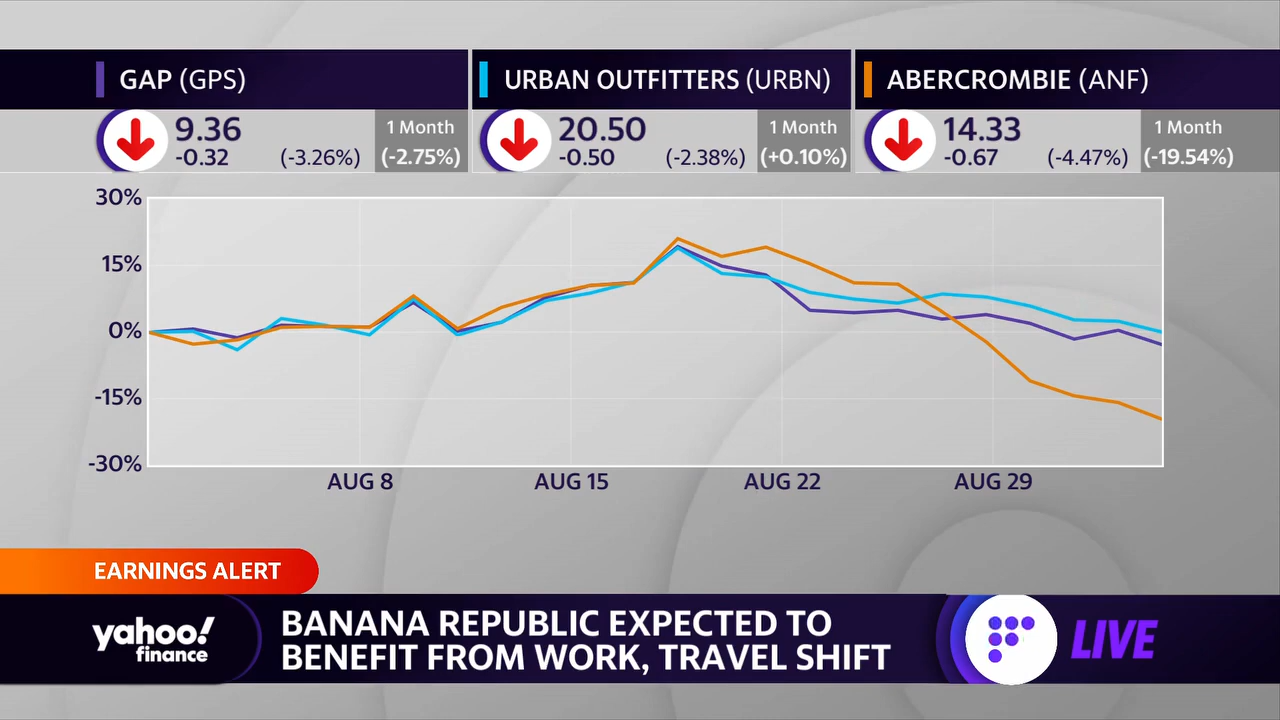 GAP (GPS)
9.36
-0.32 (-3.26%)
1 Month
(-2.75%)
URBAN OUTFITTERS (URBN)
20.50
-0.50 (-2.38%)
1 Month
(+0.10%)
ABERCROMBIE (ANF)
14.33
-0.67 (-4.47%)
1 Month
(-19.54%)
30%
15%
0%
-15%
-30%
AUG 8 AUG 15 AUG 22 AUG 29
EARNINGS ALERT
yahoo!
finance
BANANA REPUBLIC EXPECTED TO
BENEFIT FROM WORK, TRAVEL SHIFT
LIVE